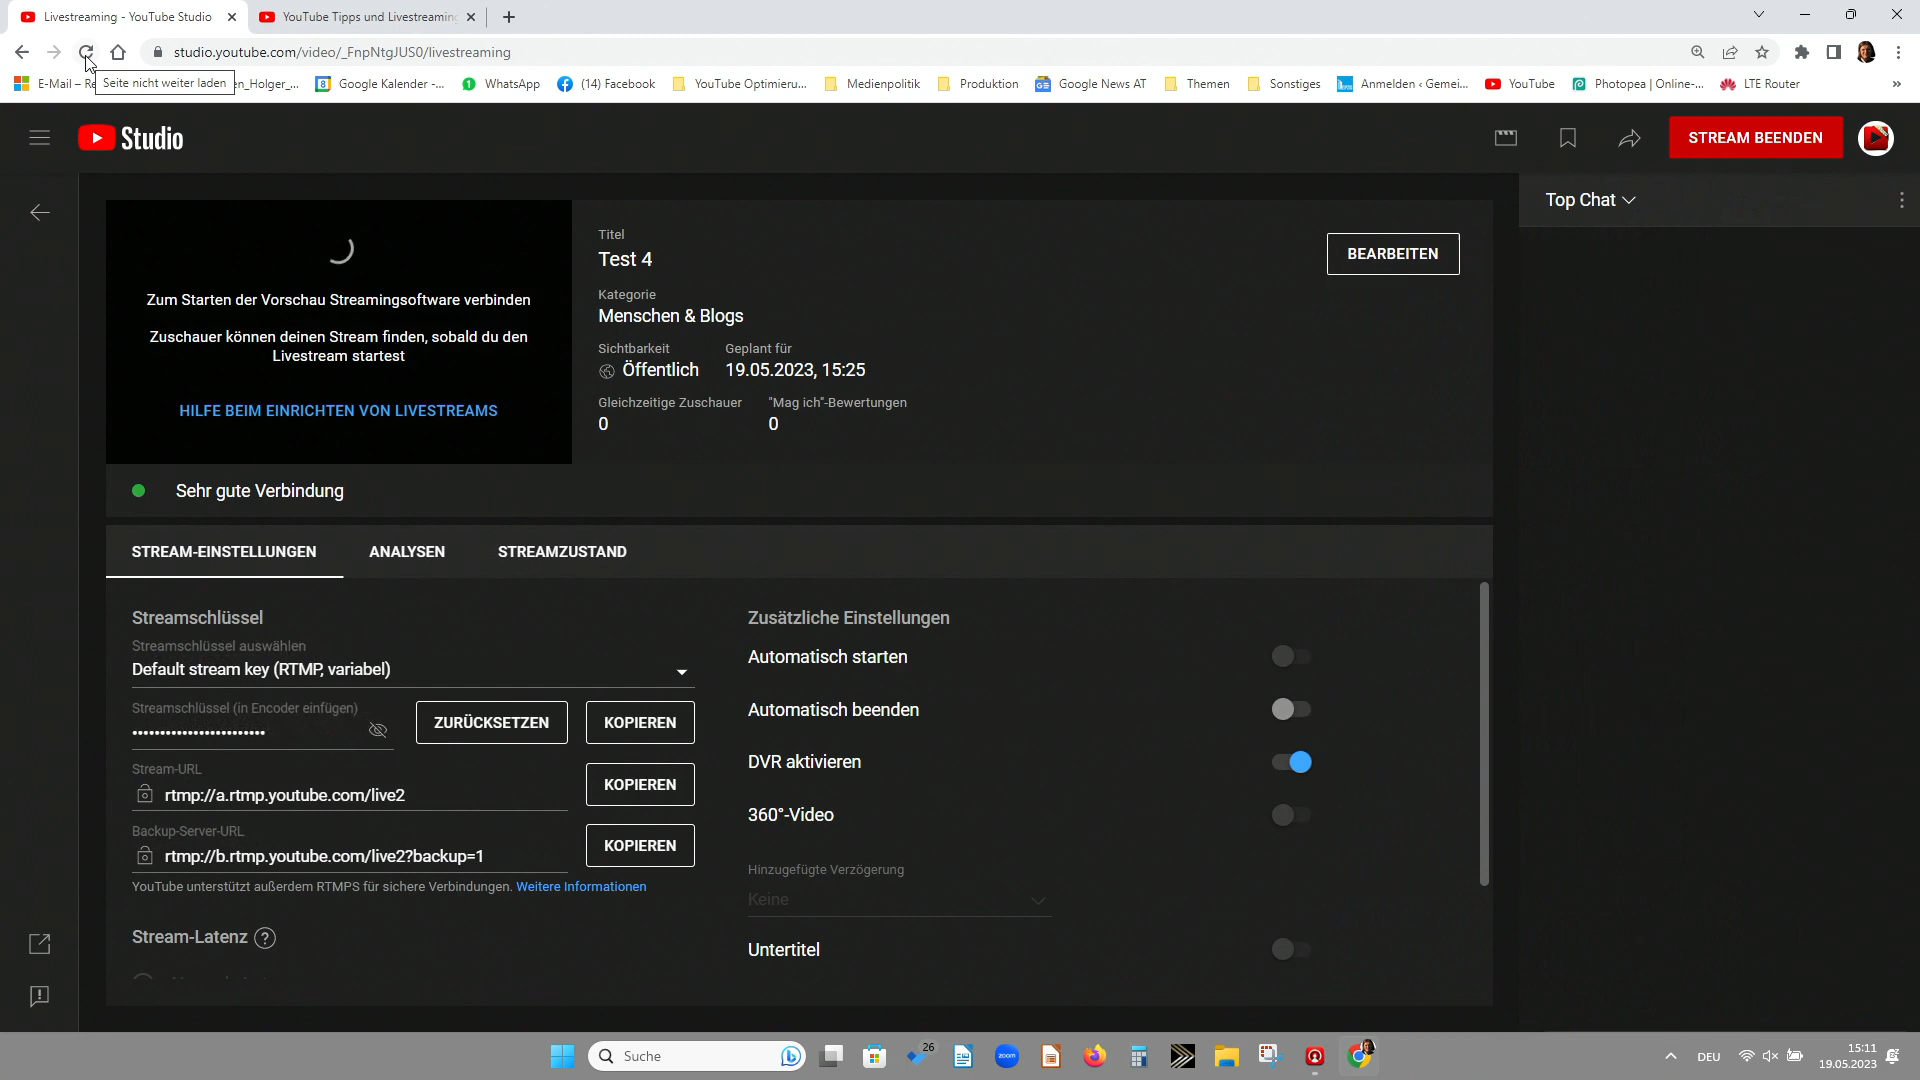 Livestreaming - YouTube Studio
YouTube Tipps und Livestreaming
studio.youtube.com/video/_FnpNtgJUS0/livestreaming
E-Mail – Re
Seite nicht weiter laden
en_Holger_...
Google Kalender -...
WhatsApp
(14) Facebook
YouTube Optimieru...
Medienpolitik
Produktion
Google News AT
Themen
Sonstiges
Anmelden ‹ Gemei...
YouTube
Photopea | Online-...
LTE Router
»
Studio
STREAM BEENDEN
Top Chat
Zum Starten der Vorschau Streamingsoftware verbinden
Zuschauer können deinen Stream finden, sobald du den
Livestream startest
HILFE BEIM EINRICHTEN VON LIVESTREAMS
Titel
Test 4
BEARBEITEN
Kategorie
Menschen & Blogs
Sichtbarkeit
Geplant für
Öffentlich
19.05.2023, 15:25
Gleichzeitige Zuschauer
"Mag ich"-Bewertungen
0
0
Sehr gute Verbindung
STREAM-EINSTELLUNGEN
ANALYSEN
STREAMZUSTAND
Streamschlüssel
Streamschlüssel auswählen
Default stream key (RTMP, variabel)
Streamschlüssel (in Encoder einfügen)
••••••••••••••••••••••••
ZURÜCKSETZEN
KOPIEREN
Stream-URL
rtmp://a.rtmp.youtube.com/live2
KOPIEREN
Backup-Server-URL
rtmp://b.rtmp.youtube.com/live2?backup=1
KOPIEREN
YouTube unterstützt außerdem RTMPS für sichere Verbindungen. Weitere Informationen
Stream-Latenz
Zusätzliche Einstellungen
Automatisch starten
Automatisch beenden
DVR aktivieren
360°-Video
Hinzugefügte Verzögerung
Keine
Untertitel
Suche
26
zoom
DEU
15:11
19.05.2023